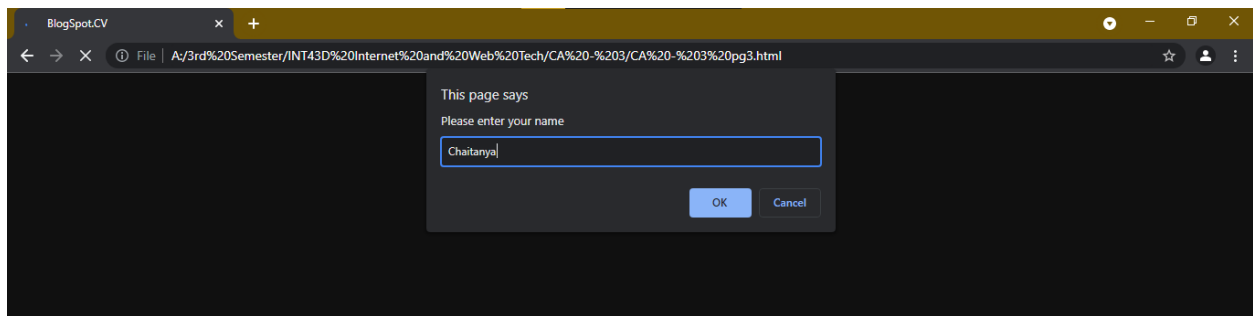 BlogSpot.CV
File A:/3rd%20Semester/INT43D%20Internet%20and%20Web%20Tech/CA%20-%203/CA%20-%203%20pg3.html
This page says
Please enter your name
Chaitanya
OK Cancel